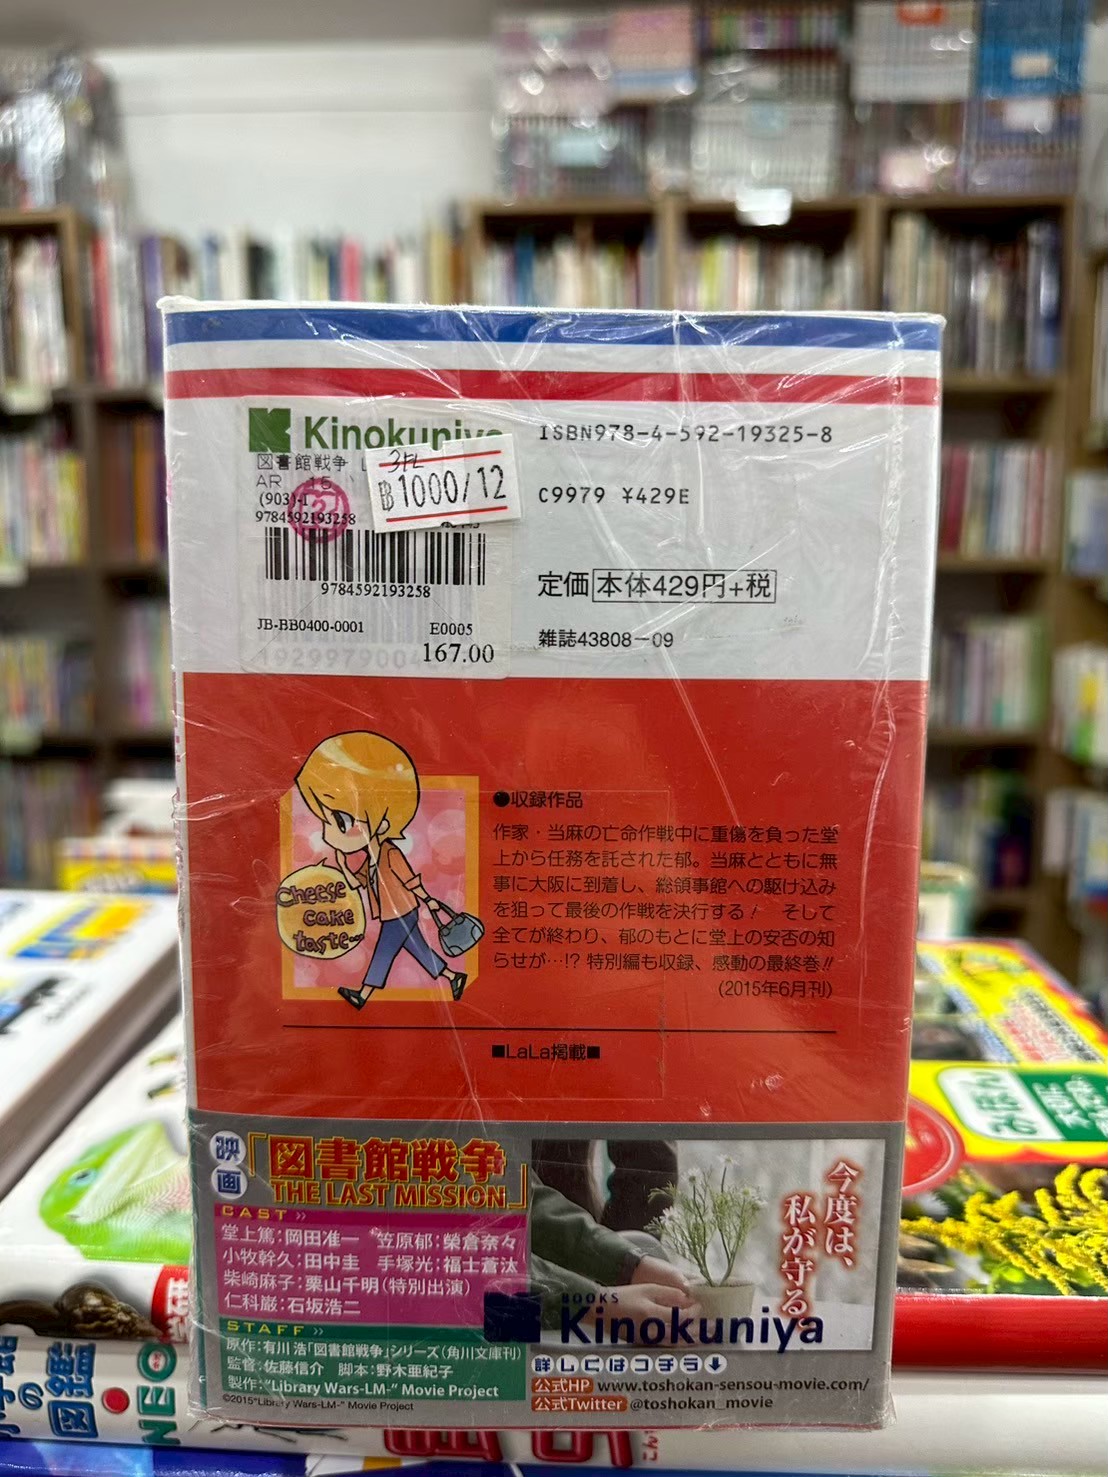 Kinokuniya
図書館戦争
AR 15
(903)-1
9784592193258
3FL
฿1000/12
9784592193258
JB-BB0400-0001 E0005
167.00
ISBN978-4-592-19325-8
C9979 ¥429E
定価本体429円+税
雑誌43808-09
●収録作品
作家・当麻の亡命作戦中に重傷を負った堂
上から任務を託された郁。当麻とともに無
事に大阪に到着し、総領事館への駆け込み
を狙って最後の作戦を決行する！ そして
全てが終わり、郁のもとに堂上の安否の知
らせが…!? 特別編も収録、感動の最終巻!!
(2015年6月刊)
■LaLa掲載■
Cheese
cake
taste…
映画「図書館戦争
THE LAST MISSION」
CAST
堂上篤：岡田准一 笠原郁：榮倉奈々
小牧幹久：田中圭 手塚光：福士蒼汰
柴崎麻子：栗山千明（特別出演）
仁科巌：石坂浩二
STAFF
原作：有川 浩「図書館戦争」シリーズ（角川文庫刊）
監督：佐藤信介 脚本：野木亜紀子
製作：“Library Wars-LM-” Movie Project
©2015“Library Wars-LM-” Movie Project
今度は、
私が守る。
BOOKS
Kinokuniya
詳しくはコチラ↓
公式HP www.toshokan-sensou-movie.com/
公式Twitter @toshokan_movie
の
図鑑
NEO